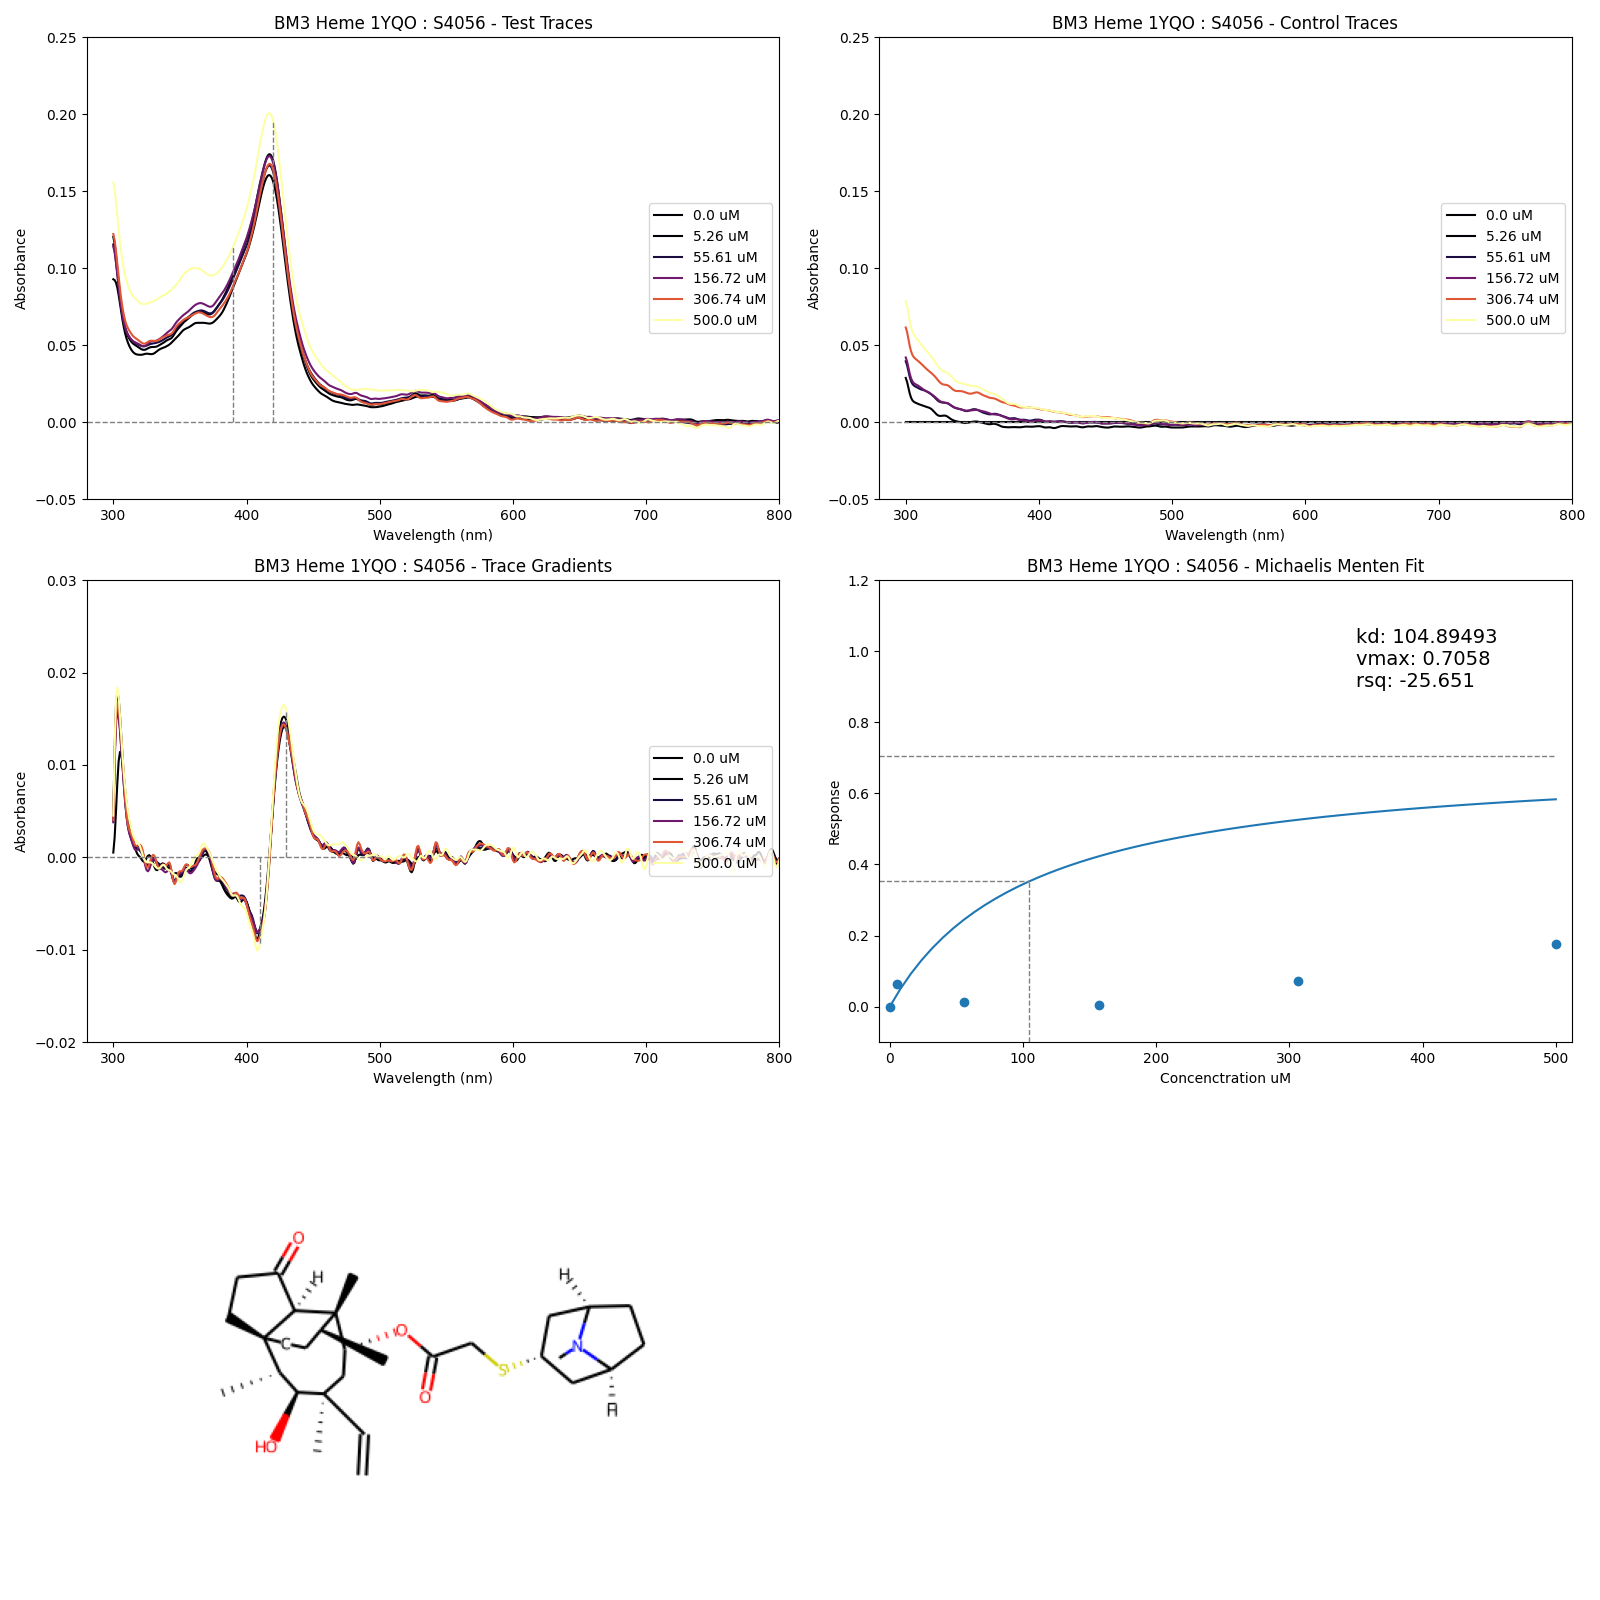 BM3 Heme 1YQO : S4056 - Test Traces
0.25
0.20
0.15
0.10
0.05
0.00
−0.05
Absorbance
0.0 uM
5.26 uM
55.61 uM
156.72 uM
306.74 uM
500.0 uM
300 400 500 600 700 800
Wavelength (nm)
BM3 Heme 1YQO : S4056 - Control Traces
0.25
0.20
0.15
0.10
0.05
0.00
−0.05
Absorbance
0.0 uM
5.26 uM
55.61 uM
156.72 uM
306.74 uM
500.0 uM
300 400 500 600 700 800
Wavelength (nm)
BM3 Heme 1YQO : S4056 - Trace Gradients
0.03
0.02
0.01
0.00
−0.01
−0.02
Absorbance
0.0 uM
5.26 uM
55.61 uM
156.72 uM
306.74 uM
500.0 uM
300 400 500 600 700 800
Wavelength (nm)
BM3 Heme 1YQO : S4056 - Michaelis Menten Fit
1.2
1.0
0.8
0.6
0.4
0.2
0.0
Response
kd: 104.89493
vmax: 0.7058
rsq: -25.651
0 100 200 300 400 500
Concenctration uM
O
H
H
O
C
N
S
O
H
HO